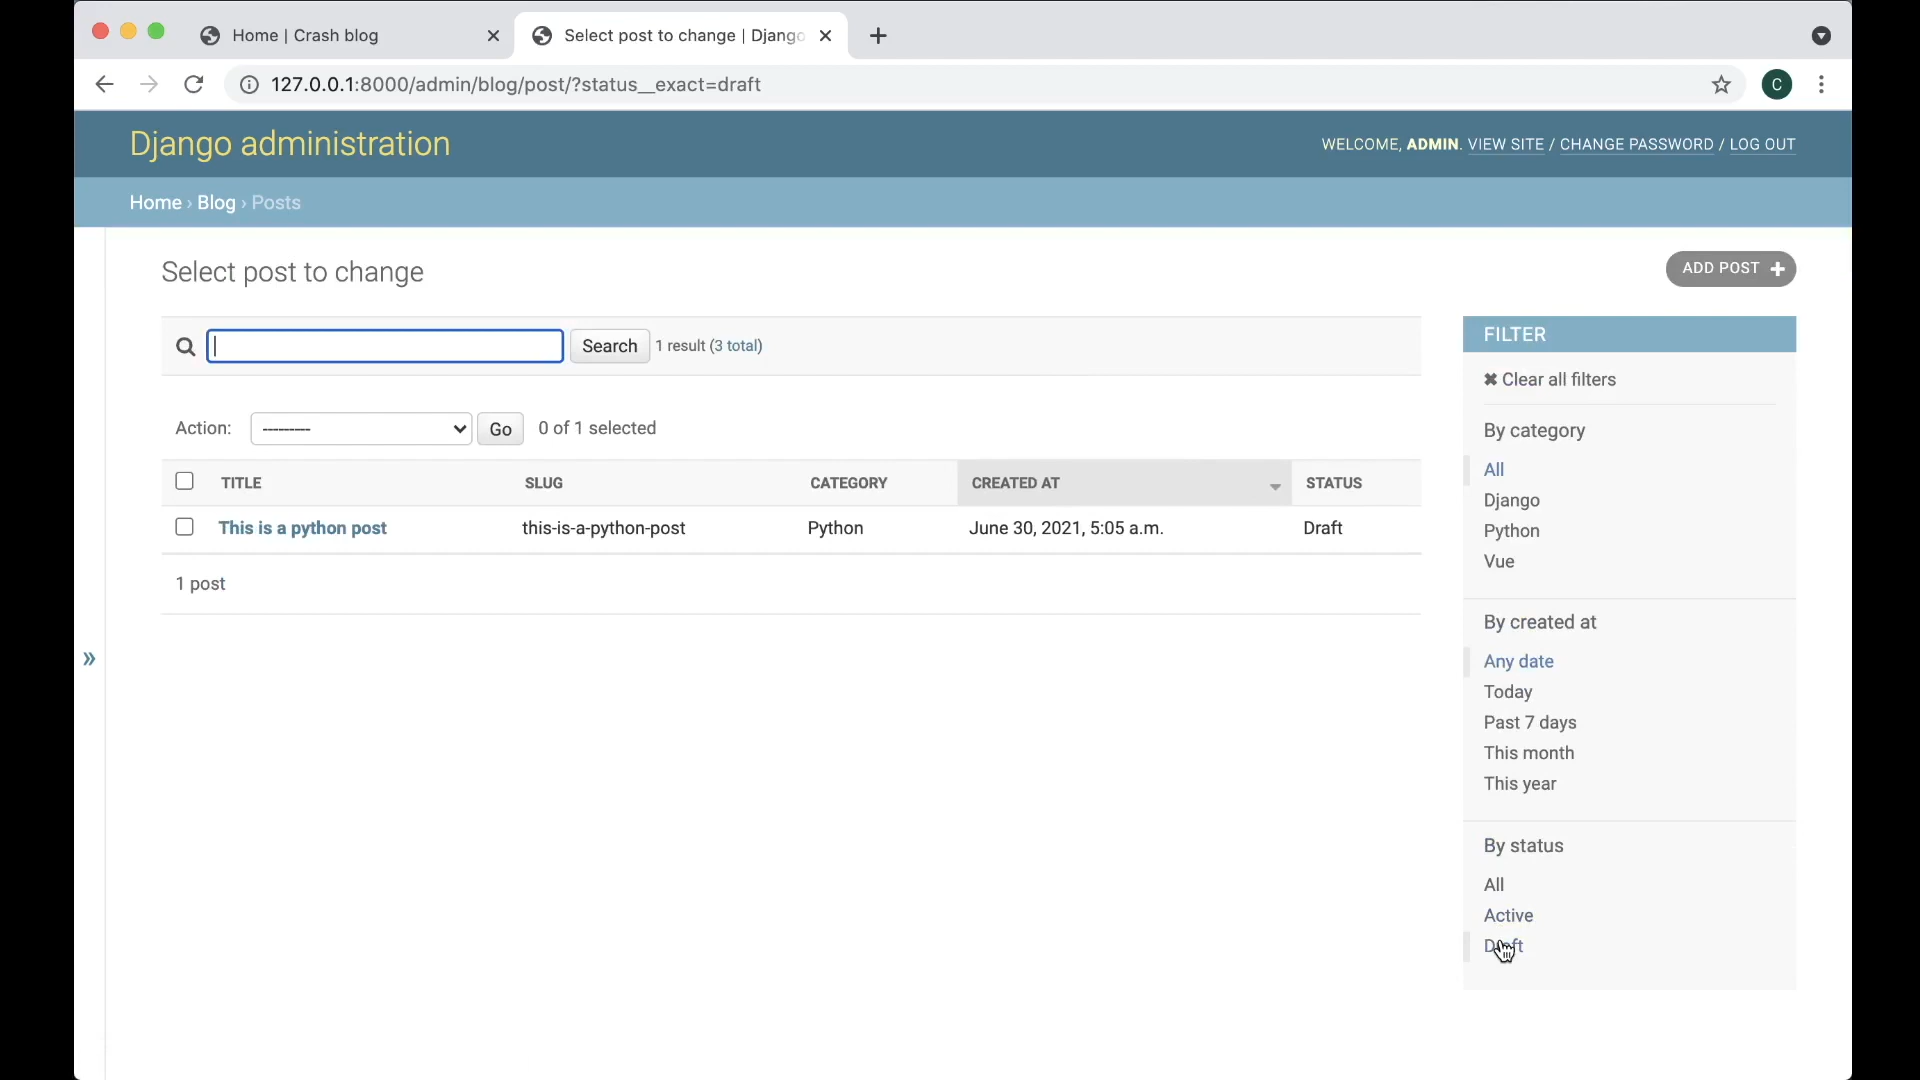 Home | Crash blog
Select post to change | Django
127.0.0.1:8000/admin/blog/post/?status__exact=draft
C
Django administration
WELCOME, ADMIN. VIEW SITE / CHANGE PASSWORD / LOG OUT
Home › Blog › Posts
Select post to change
ADD POST +
Search 1 result (3 total)
Action: --------- Go 0 of 1 selected
TITLE SLUG CATEGORY CREATED AT STATUS
This is a python post this-is-a-python-post Python June 30, 2021, 5:05 a.m. Draft
1 post
»
FILTER
✖ Clear all filters
By category
All
Django
Python
Vue
By created at
Any date
Today
Past 7 days
This month
This year
By status
All
Active
Draft